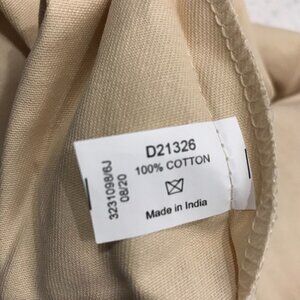 D21326
100% COTTON
Made in India
3231098/6J
08/20